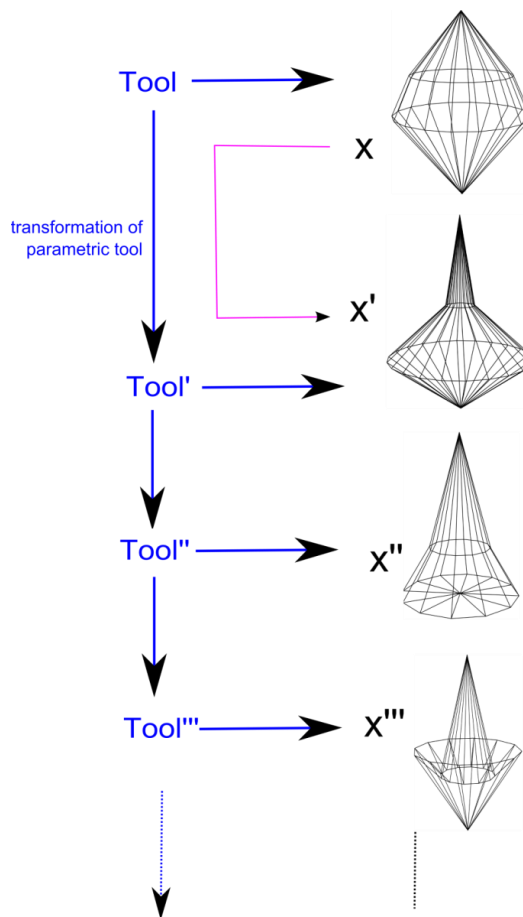 Tool
x
transformation of
parametric tool
x'
Tool'
Tool"
x"
Tool'"
x'"